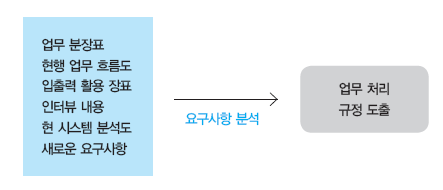 업무 분장표
현행 업무 흐름도
입출력 활용 장표
인터뷰 내용
현 시스템 분석도
새로운 요구사항
요구사항 분석
업무 처리
규정 도출